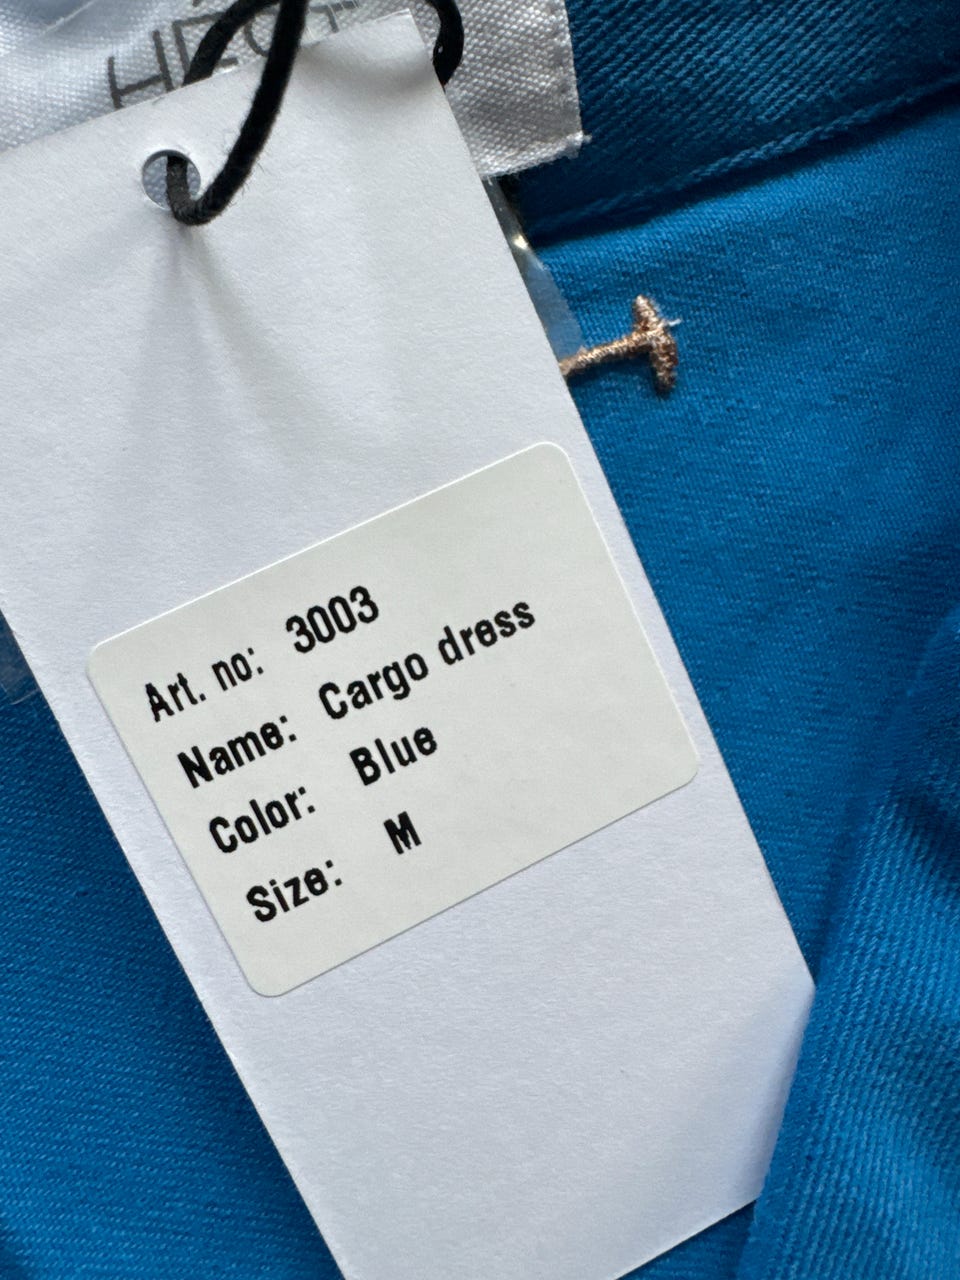 Art. no: 3003
Name: Cargo dress
Color: Blue
Size: M